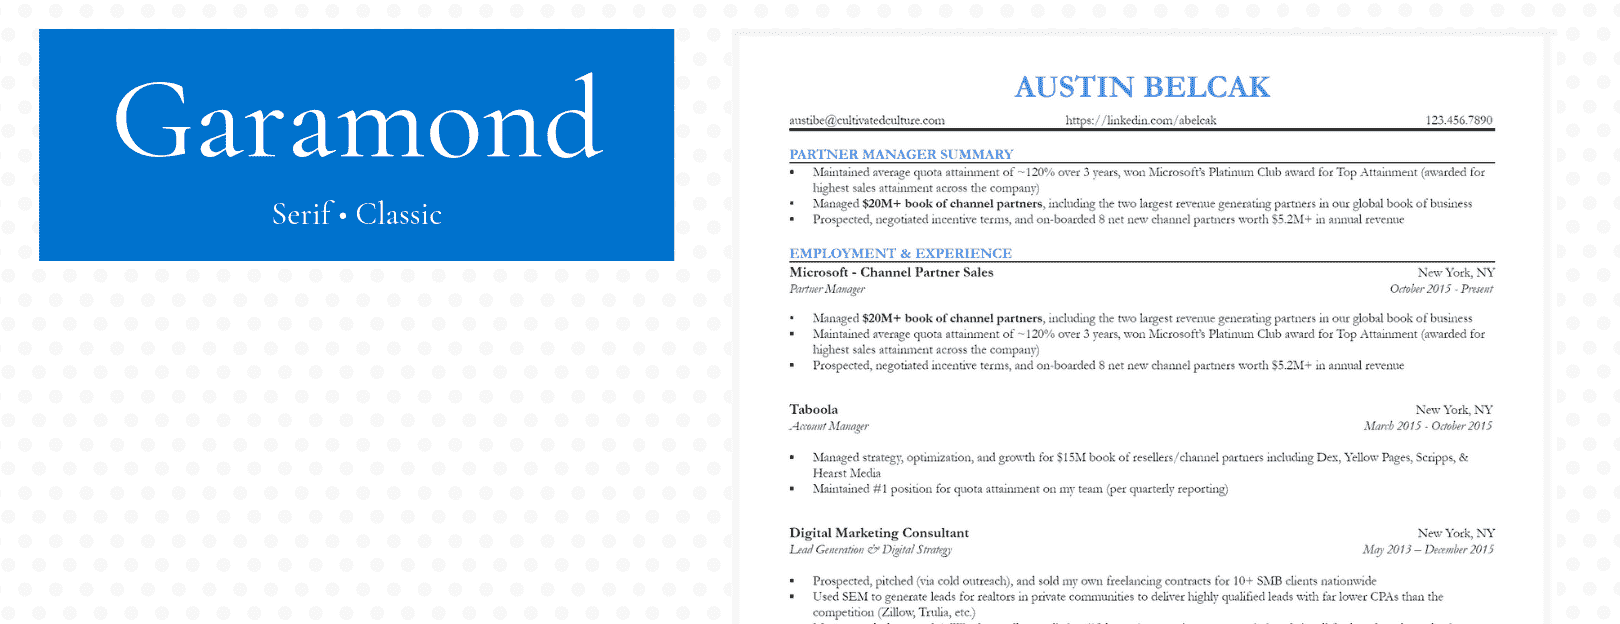 Garamond
Serif • Classic
AUSTIN BELCAK
austibe@cultivatedculture.com https://linkedin.com/abelcak 123.456.7890
PARTNER MANAGER SUMMARY
▪ Maintained average quota attainment of ~120% over 3 years, won Microsoft's Platinum Club award for Top Attainment (awarded for
highest sales attainment across the company)
▪ Managed $20M+ book of channel partners, including the two largest revenue generating partners in our global book of business
▪ Prospected, negotiated incentive terms, and on-boarded 8 net new channel partners worth $5.2M+ in annual revenue
EMPLOYMENT & EXPERIENCE
Microsoft - Channel Partner Sales New York, NY
Partner Manager October 2015 - Present
▪ Managed $20M+ book of channel partners, including the two largest revenue generating partners in our global book of business
▪ Maintained average quota attainment of ~120% over 3 years, won Microsoft's Platinum Club award for Top Attainment (awarded for
highest sales attainment across the company)
▪ Prospected, negotiated incentive terms, and on-boarded 8 net new channel partners worth $5.2M+ in annual revenue
Taboola New York, NY
Account Manager March 2015 - October 2015
▪ Managed strategy, optimization, and growth for $15M book of resellers/channel partners including Dex, Yellow Pages, Scripps, &
Hearst Media
▪ Maintained #1 position for quota attainment on my team (per quarterly reporting)
Digital Marketing Consultant New York, NY
Lead Generation & Digital Strategy May 2013 – December 2015
▪ Prospected, pitched (via cold outreach), and sold my own freelancing contracts for 10+ SMB clients nationwide
▪ Used SEM to generate leads for realtors in private communities to deliver highly qualified leads with far lower CPAs than the
competition (Zillow, Trulia, etc.)